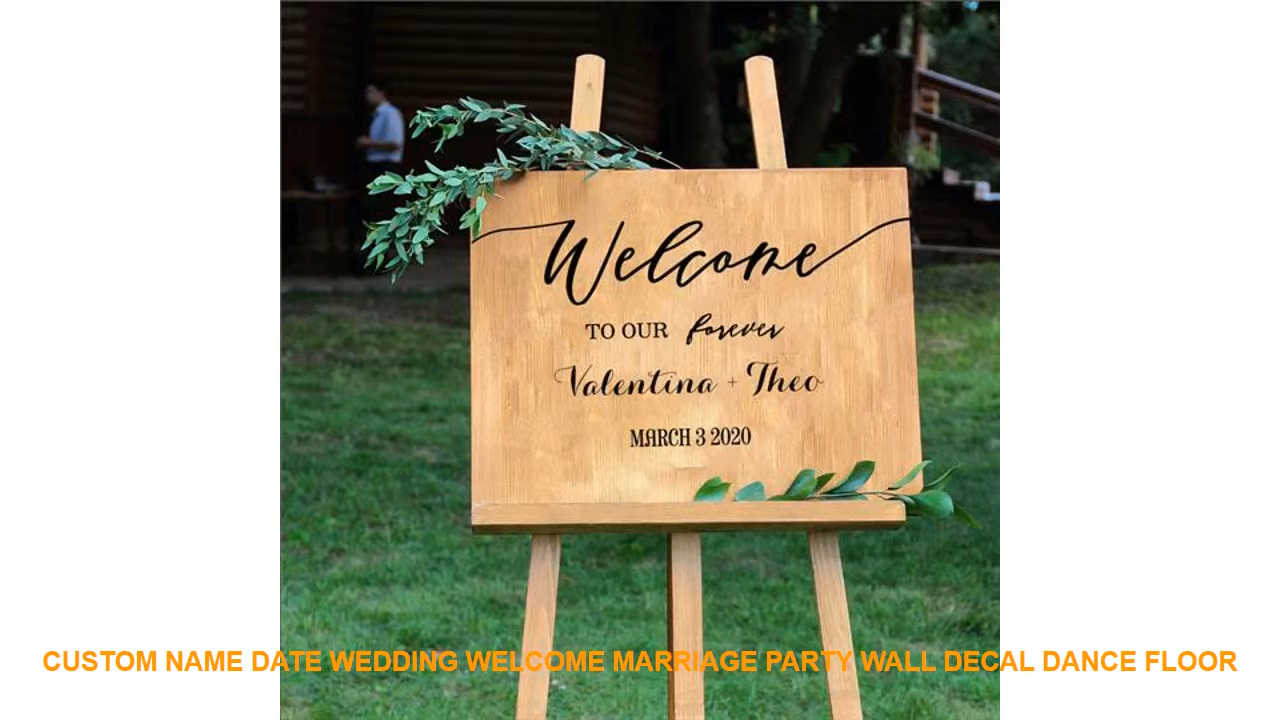 Welcome
TO OUR forever
Valentina + Theo
MARCH 3 2020
CUSTOM NAME DATE WEDDING WELCOME MARRIAGE PARTY WALL DECAL DANCE FLOOR